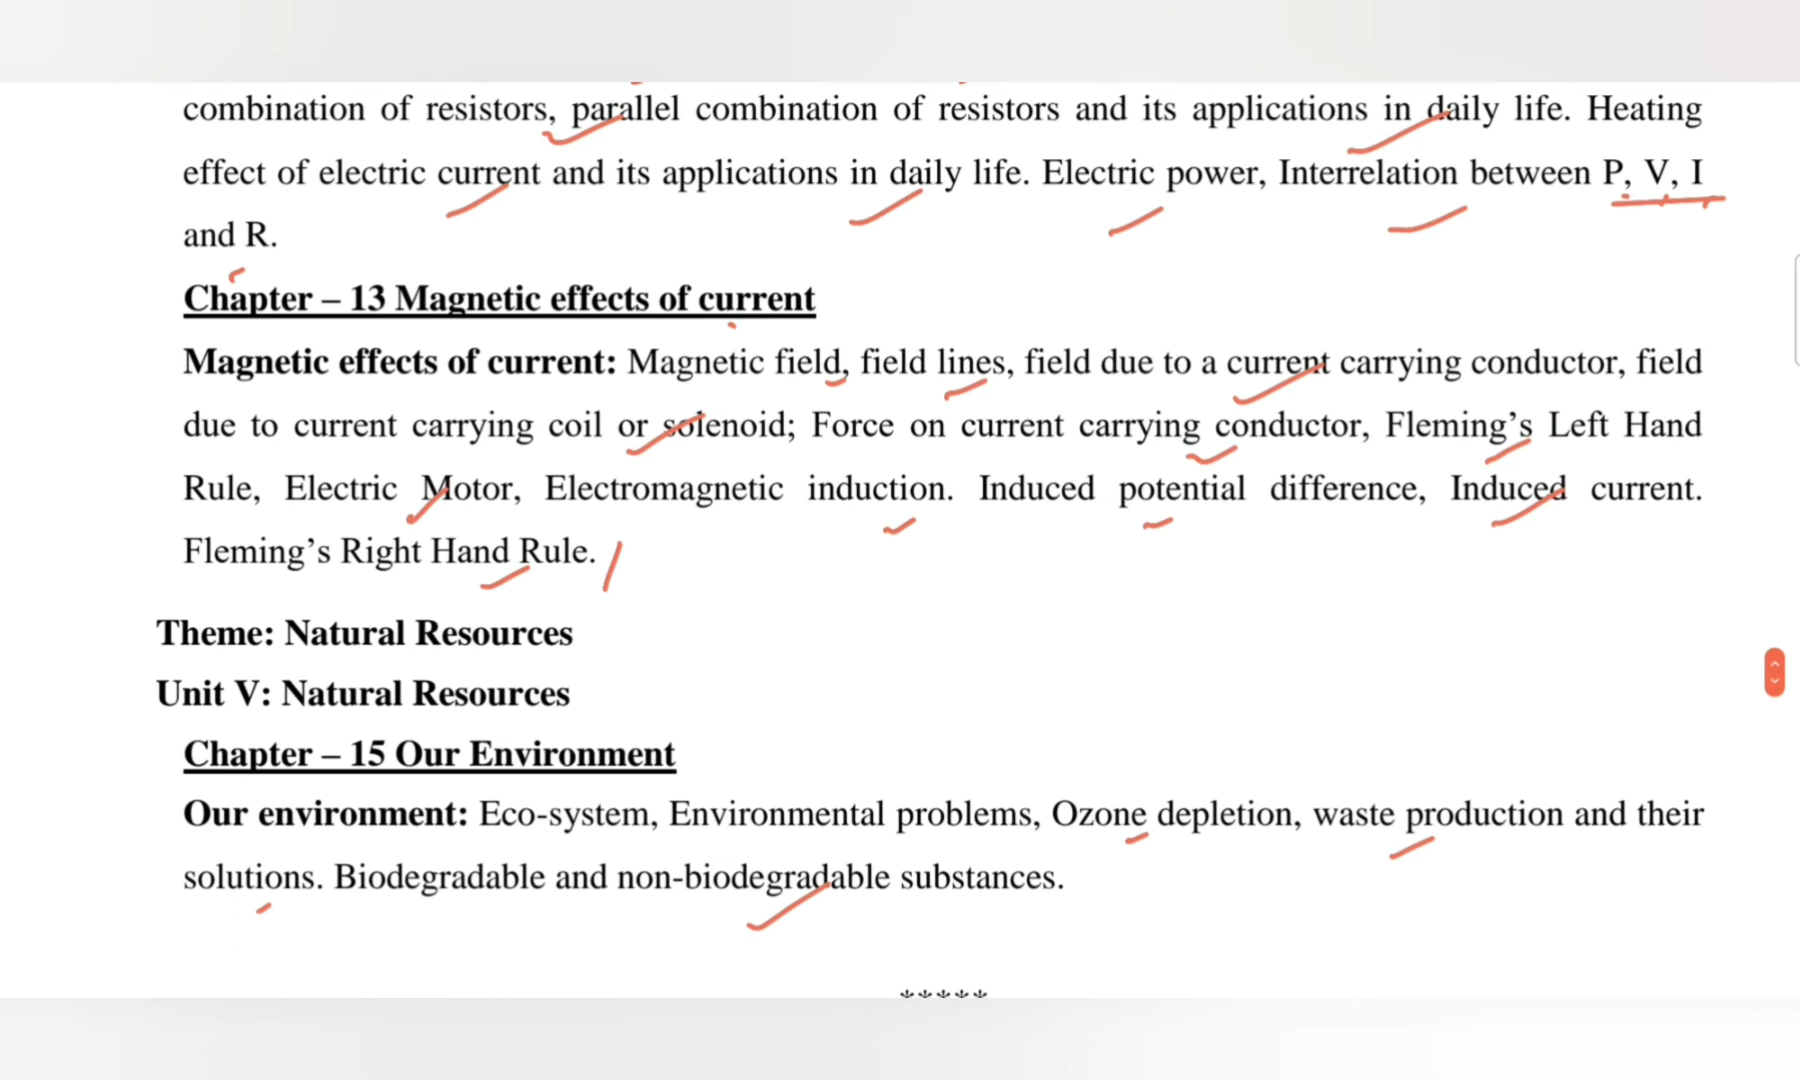 combination of resistors, parallel combination of resistors and its applications in daily life. Heating
effect of electric current and its applications in daily life. Electric power, Interrelation between P, V, I
and R.
Chapter – 13 Magnetic effects of current
Magnetic effects of current: Magnetic field, field lines, field due to a current carrying conductor, field
due to current carrying coil or solenoid; Force on current carrying conductor, Fleming’s Left Hand
Rule, Electric Motor, Electromagnetic induction. Induced potential difference, Induced current.
Fleming’s Right Hand Rule.
Theme: Natural Resources
Unit V: Natural Resources
Chapter – 15 Our Environment
Our environment: Eco-system, Environmental problems, Ozone depletion, waste production and their
solutions. Biodegradable and non-biodegradable substances.
*****